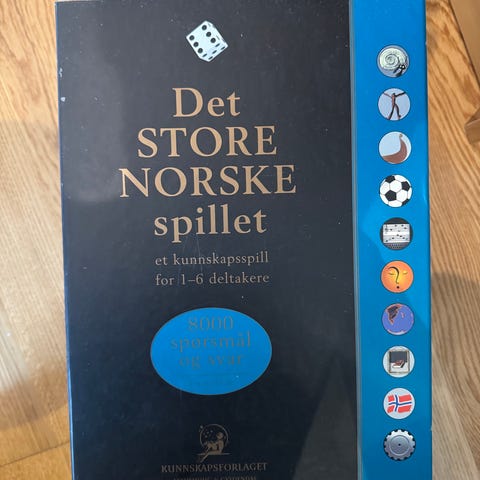 Det
STORE
NORSKE
spillet
et kunnskapsspill
for 1–6 deltakere
8000
spørsmål
og svar
KUNNSKAPSFORLAGET